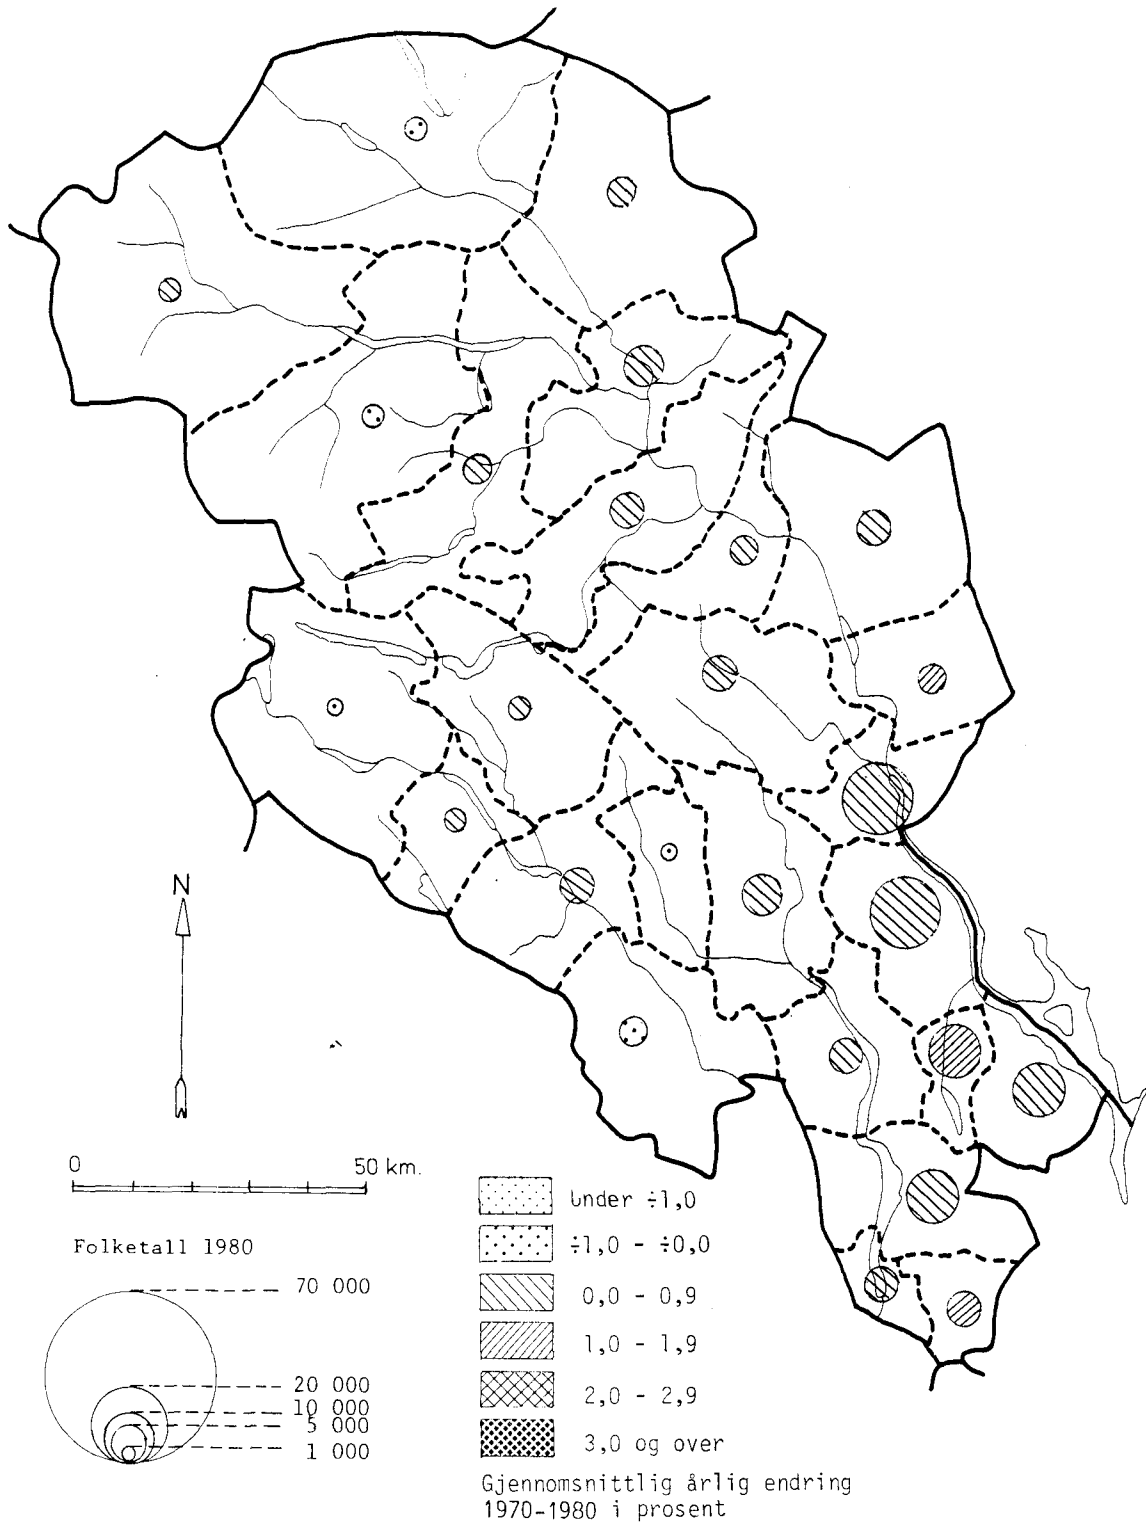 N
0 50 km.
Folketall 1980
70 000
20 000
10 000
5 000
1 000
Under ÷1,0
÷1,0 - ÷0,0
0,0 - 0,9
1,0 - 1,9
2,0 - 2,9
3,0 og over
Gjennomsnittlig årlig endring
1970-1980 i prosent